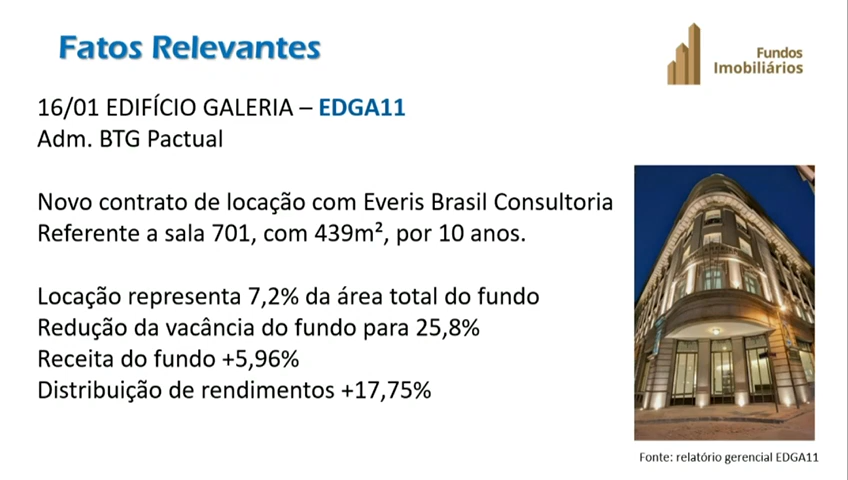 Fatos Relevantes
Fundos
Imobiliários
16/01 EDIFÍCIO GALERIA – EDGA11
Adm. BTG Pactual
Novo contrato de locação com Everis Brasil Consultoria
Referente a sala 701, com 439m², por 10 anos.
Locação representa 7,2% da área total do fundo
Redução da vacância do fundo para 25,8%
Receita do fundo +5,96%
Distribuição de rendimentos +17,75%
Fonte: relatório gerencial EDGA11